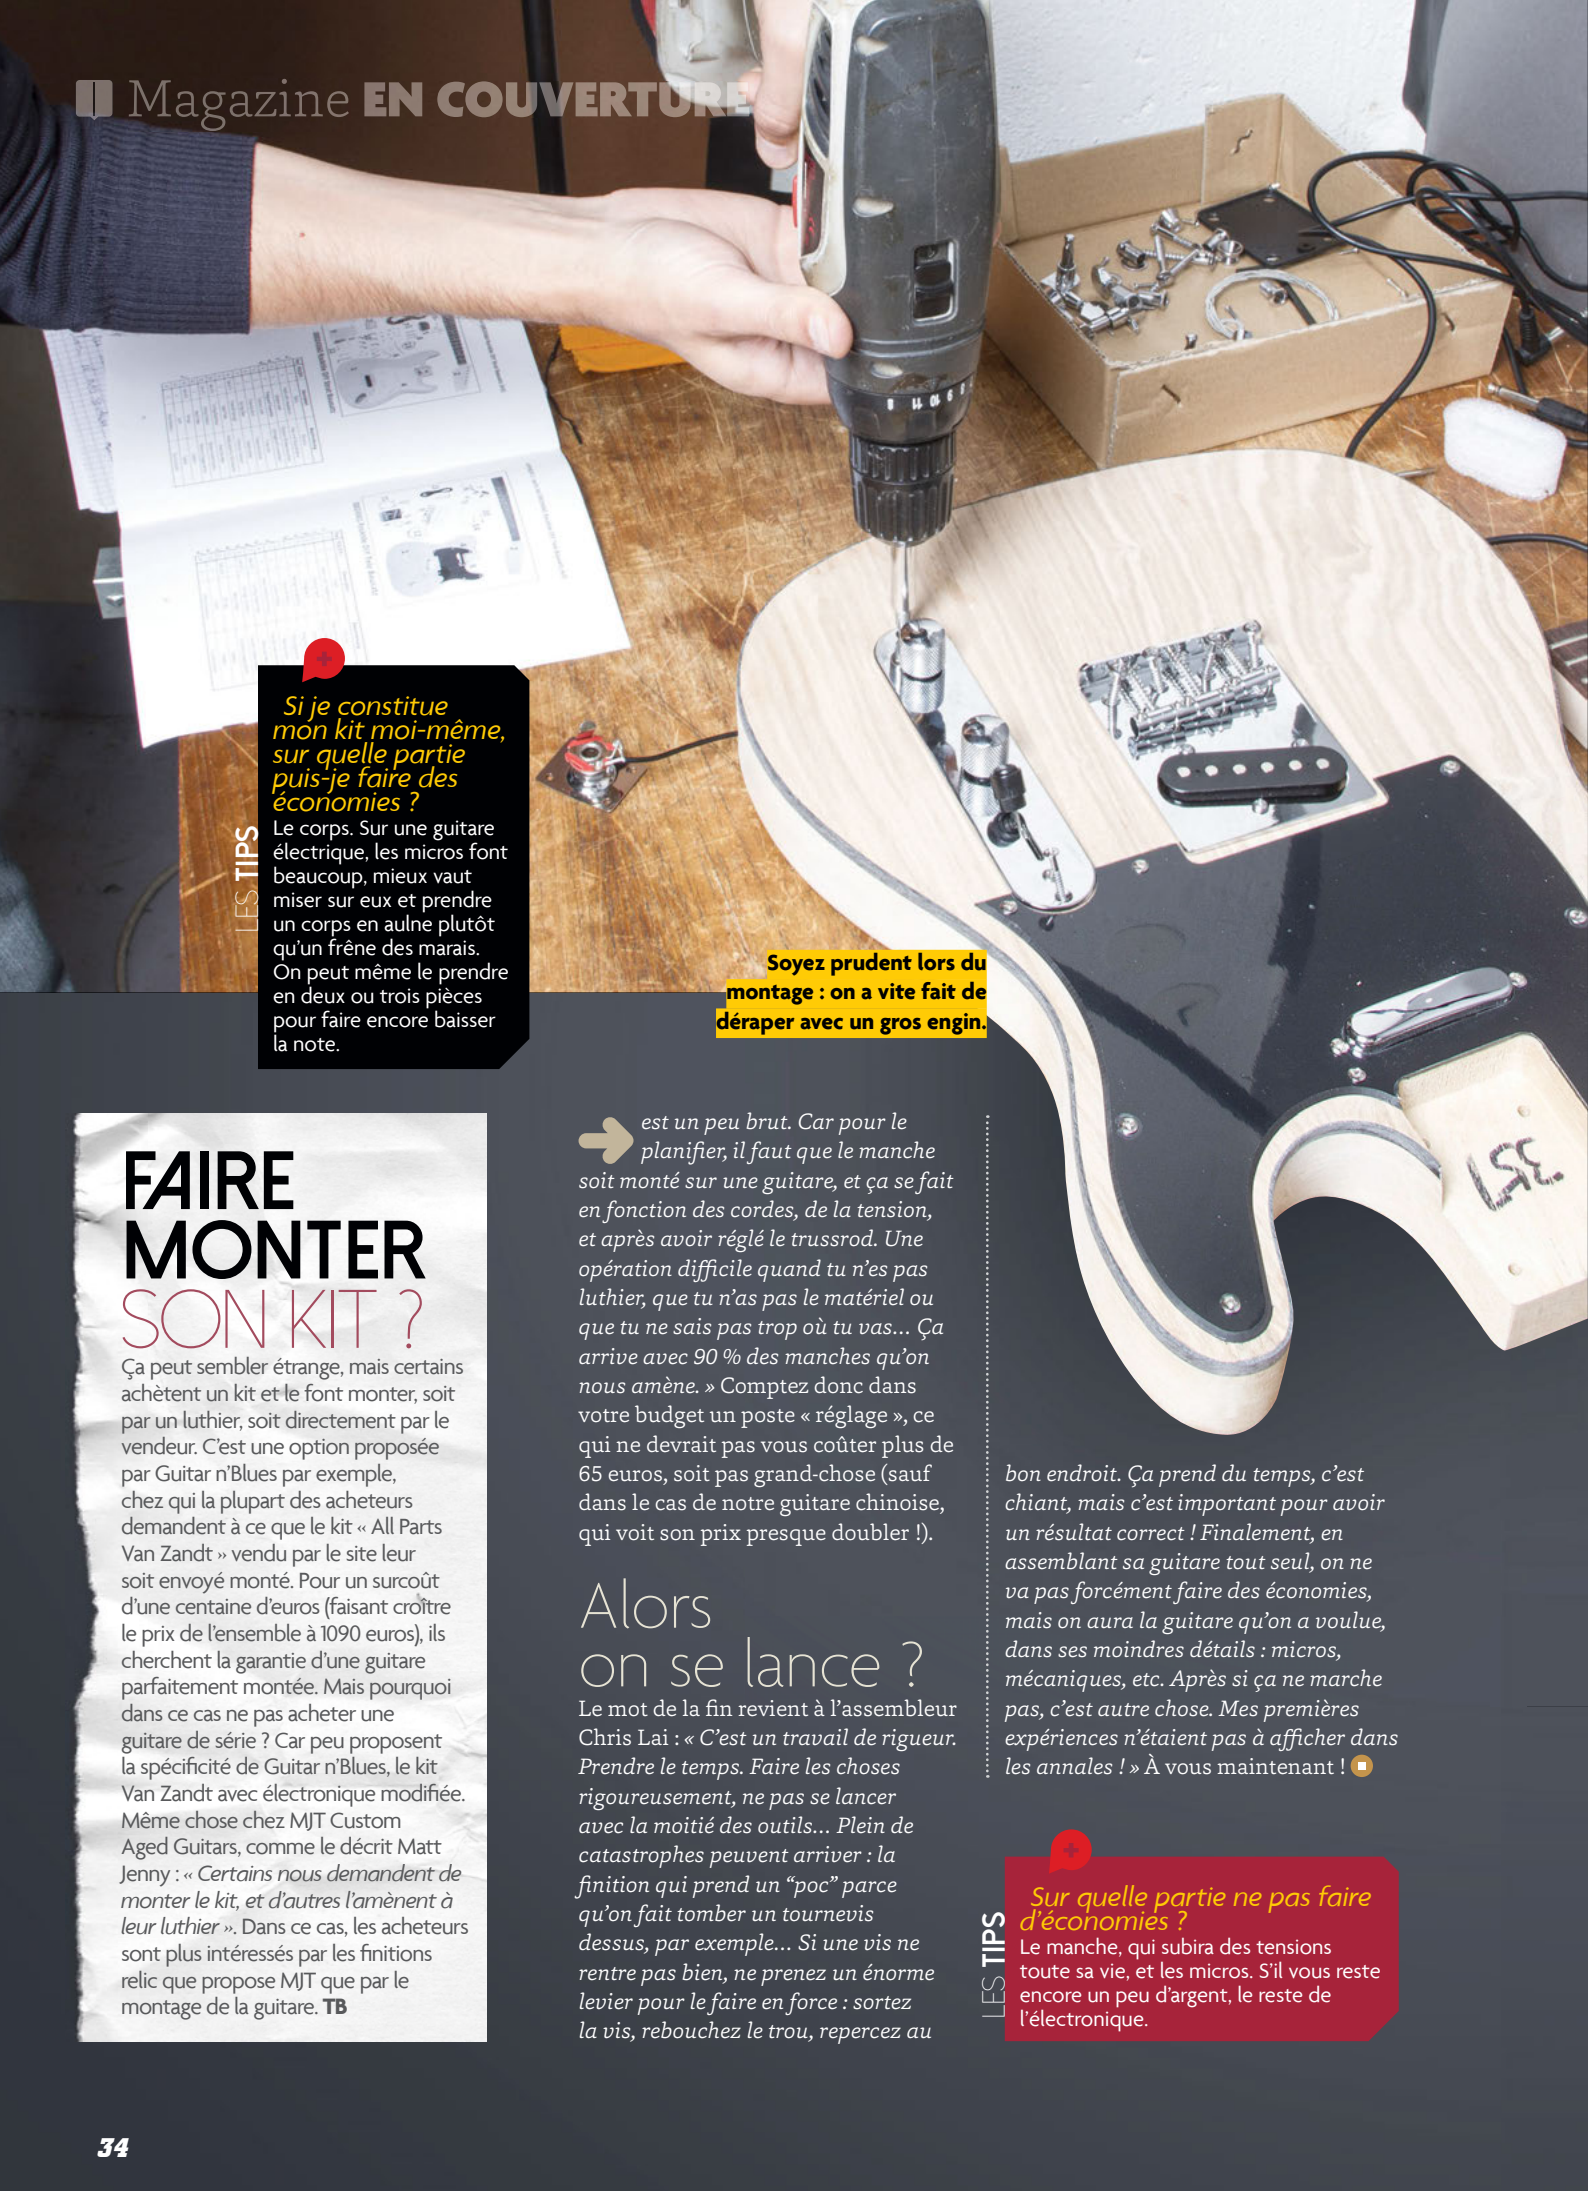 Magazine EN COUVERTURE
Si je constitue
mon kit moi-même,
sur quelle partie
puis-je faire des
économies ?
Le corps. Sur une guitare
électrique, les micros font
beaucoup, mieux vaut
miser sur eux et prendre
un corps en aulne plutôt
qu'un frêne des marais.
On peut même le prendre
en deux ou trois pièces
pour faire encore baisser
la note.
LES TIPS
Soyez prudent lors du
montage : on a vite fait de
déraper avec un gros engin.
FAIRE
MONTER
SON KIT ?
Ça peut sembler étrange, mais certains
achètent un kit et le font monter, soit
par un luthier, soit directement par le
vendeur. C'est une option proposée
par Guitar n'Blues par exemple,
chez qui la plupart des acheteurs
demandent à ce que le kit « All Parts
Van Zandt » vendu par le site leur
soit envoyé monté. Pour un surcoût
d'une centaine d'euros (faisant croître
le prix de l'ensemble à 1090 euros), ils
cherchent la garantie d'une guitare
parfaitement montée. Mais pourquoi
dans ce cas ne pas acheter une
guitare de série ? Car peu proposent
la spécificité de Guitar n'Blues, le kit
Van Zandt avec électronique modifiée.
Même chose chez MJT Custom
Aged Guitars, comme le décrit Matt
Jenny : « Certains nous demandent de
monter le kit, et d'autres l'amènent à
leur luthier ». Dans ce cas, les acheteurs
sont plus intéressés par les finitions
relic que propose MJT que par le
montage de la guitare. TB
est un peu brut. Car pour le
planifier, il faut que le manche
soit monté sur une guitare, et ça se fait
en fonction des cordes, de la tension,
et après avoir réglé le trussrod. Une
opération difficile quand tu n'es pas
luthier, que tu n'as pas le matériel ou
que tu ne sais pas trop où tu vas... Ça
arrive avec 90 % des manches qu'on
nous amène. » Comptez donc dans
votre budget un poste « réglage », ce
qui ne devrait pas vous coûter plus de
65 euros, soit pas grand-chose (sauf
dans le cas de notre guitare chinoise,
qui voit son prix presque doubler !).
Alors
on se lance ?
Le mot de la fin revient à l'assembleur
Chris Lai : « C'est un travail de rigueur.
Prendre le temps. Faire les choses
rigoureusement, ne pas se lancer
avec la moitié des outils... Plein de
catastrophes peuvent arriver : la
finition qui prend un “poc” parce
qu'on fait tomber un tournevis
dessus, par exemple... Si une vis ne
rentre pas bien, ne prenez un énorme
levier pour le faire en force : sortez
la vis, rebouchez le trou, repercez au
bon endroit. Ça prend du temps, c'est
chiant, mais c'est important pour avoir
un résultat correct ! Finalement, en
assemblant sa guitare tout seul, on ne
va pas forcément faire des économies,
mais on aura la guitare qu'on a voulue,
dans ses moindres détails : micros,
mécaniques, etc. Après si ça ne marche
pas, c'est autre chose. Mes premières
expériences n'étaient pas à afficher dans
les annales ! » À vous maintenant !
LES TIPS
Sur quelle partie ne pas faire
d'économies ?
Le manche, qui subira des tensions
toute sa vie, et les micros. S'il vous reste
encore un peu d'argent, le reste de
l'électronique.
34